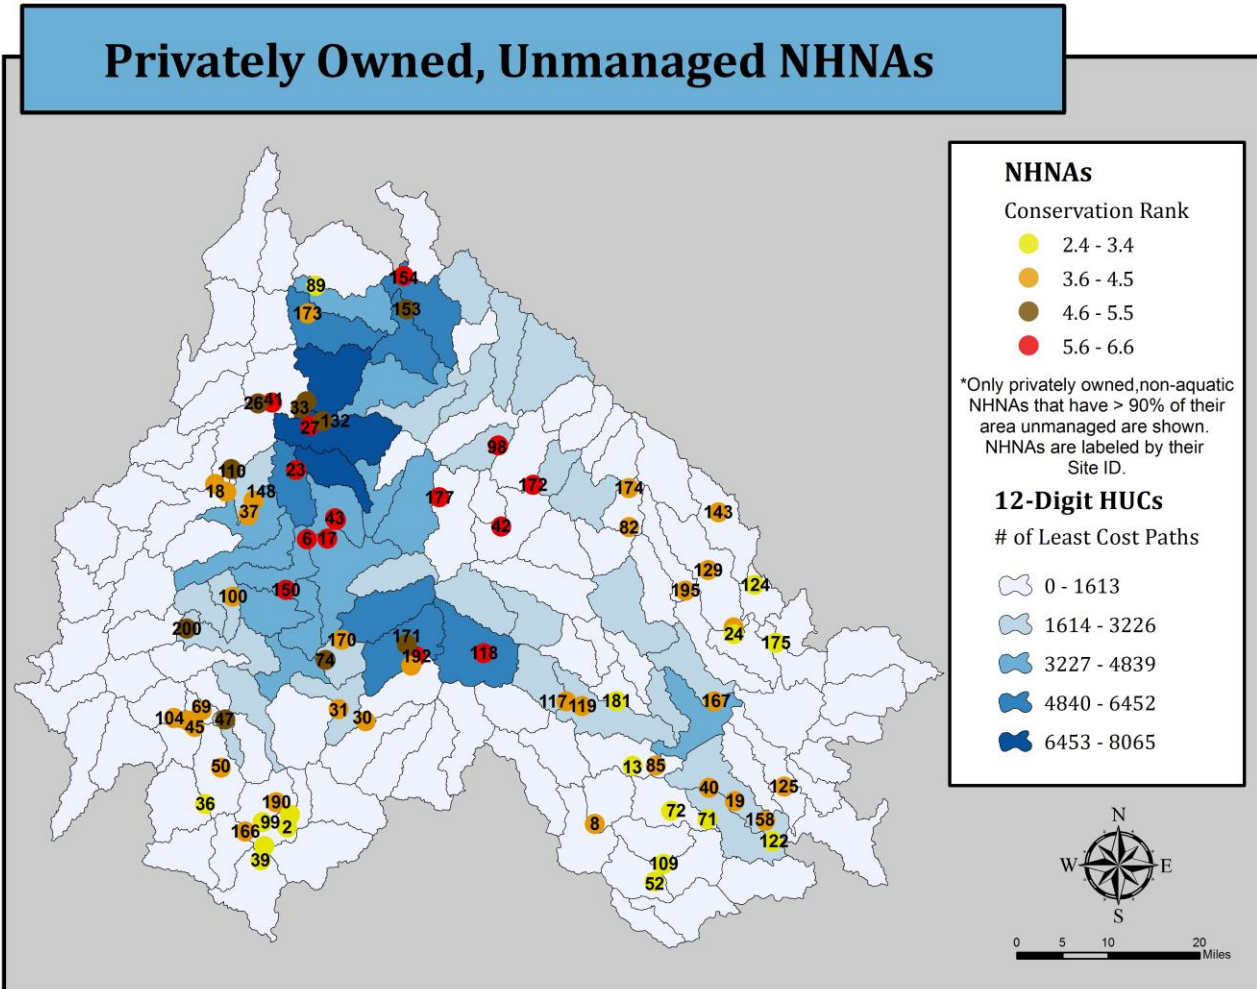 Privately Owned, Unmanaged NHNAs
NHNAs
Conservation Rank
2.4 - 3.4
3.6 - 4.5
4.6 - 5.5
5.6 - 6.6
*Only privately owned,non-aquatic
NHNAs that have > 90% of their
area unmanaged are shown.
NHNAs are labeled by their
Site ID.
12-Digit HUCs
# of Least Cost Paths
0 - 1613
1614 - 3226
3227 - 4839
4840 - 6452
6453 - 8065
154
89
153
173
26
41
33
132
27
98
110
23
172
174
18
148
177
143
37
43
42
82
6
17
129
124
150
195
100
200
24
171
170
175
118
192
74
117
119
181
167
69
31
104
47
30
45
50
13
85
125
40
36
190
19
72
71
158
99
2
8
166
122
39
109
52
N
W
E
S
0
5
10
20
Miles